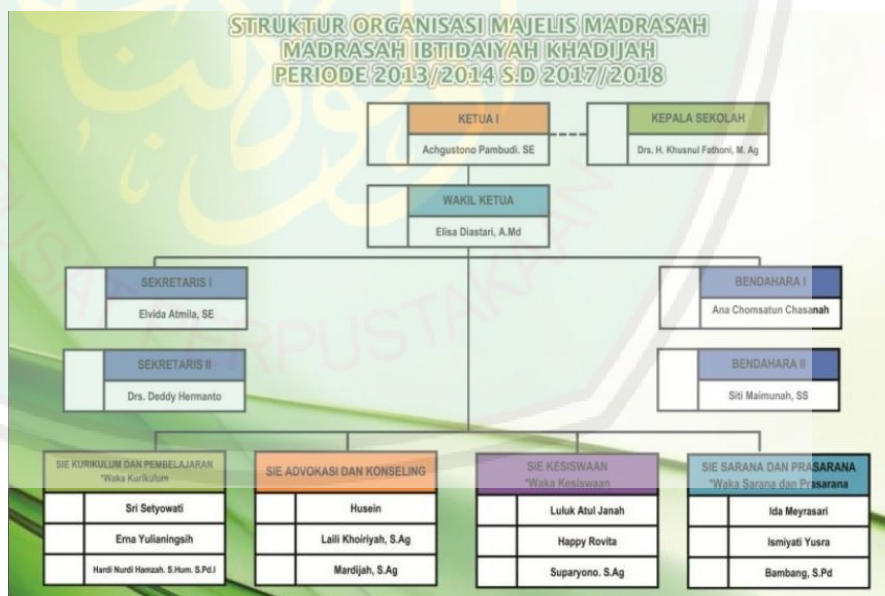 STRUKTUR ORGANISASI MAJELIS MADRASAH
MADRASAH IBTIDAIYAH KHADIJAH
PERIODE 2013/2014 S.D 2017/2018
KETUA I
Achgustono Pambudi. SE
KEPALA SEKOLAH
Drs. H. Khusnul Fathoni, M. Ag
WAKIL KETUA
Elisa Diastari, A.Md
SEKRETARIS I
Elvida Atmila, SE
BENDAHARA I
Ana Chomsatun Chasanah
SEKRETARIS II
Drs. Deddy Hermanto
BENDAHARA II
Siti Maimunah, SS
SIE KURIKULUM DAN PEMBELAJARAN
*Waka Kurikulum
Sri Setyowati
Erna Yulianingsih
Hardi Nurdi Hamzah. S.Hum. S.Pd.I
SIE ADVOKASI DAN KONSELING
Husein
Laili Khoiriyah, S.Ag
Mardijah, S.Ag
SIE KESISWAAN
*Waka Kesiswaan
Luluk Atul Janah
Happy Rovita
Suparyono. S.Ag
SIE SARANA DAN PRASARANA
*Waka Sarana dan Prasarana
Ida Meyrasari
Ismiyati Yusra
Bambang, S.Pd
PUSAT PERPUSTAKAAN